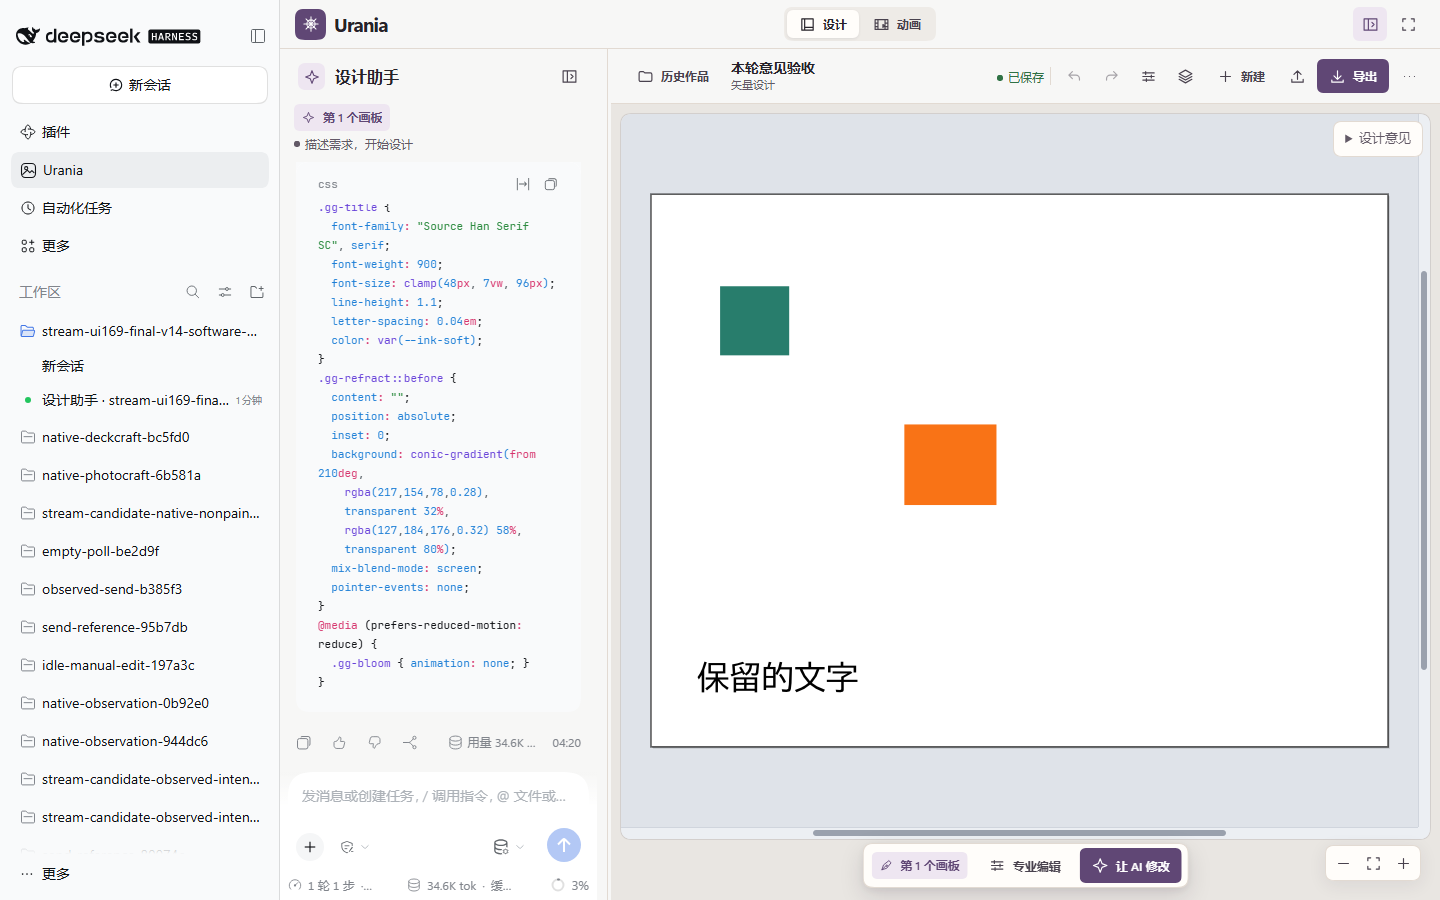 deepseek HARNESS
新会话
插件
Urania
自动化任务
更多
工作区
stream-ui169-final-v14-software-...
新会话
设计助手 · stream-ui169-fina... 1分钟
native-deckcraft-bc5fd0
native-photocraft-6b581a
stream-candidate-native-nonpain...
empty-poll-be2d9f
observed-send-b385f3
send-reference-95b7db
idle-manual-edit-197a3c
native-observation-0b92e0
native-observation-944dc6
stream-candidate-observed-inten...
stream-candidate-observed-inten...
更多
Urania
设计 动画
设计助手
第 1 个画板
描述需求，开始设计
css
.gg-title {
font-family: "Source Han Serif
SC", serif;
font-weight: 900;
font-size: clamp(48px, 7vw, 96px);
line-height: 1.1;
letter-spacing: 0.04em;
color: var(--ink-soft);
}
.gg-refract::before {
content: "";
position: absolute;
inset: 0;
background: conic-gradient(from
210deg,
rgba(217,154,78,0.28),
transparent 32%,
rgba(127,184,176,0.32) 58%,
transparent 80%);
mix-blend-mode: screen;
pointer-events: none;
}
@media (prefers-reduced-motion:
reduce) {
.gg-bloom { animation: none; }
}
用量 34.6K ... 04:20
发消息或创建任务, / 调用指令, @ 文件或...
1 轮 1 步 ·... 34.6K tok · 缓... 3%
历史作品
本轮意见验收
矢量设计
已保存
新建
导出
设计意见
保留的文字
第 1 个画板
专业编辑
让 AI 修改